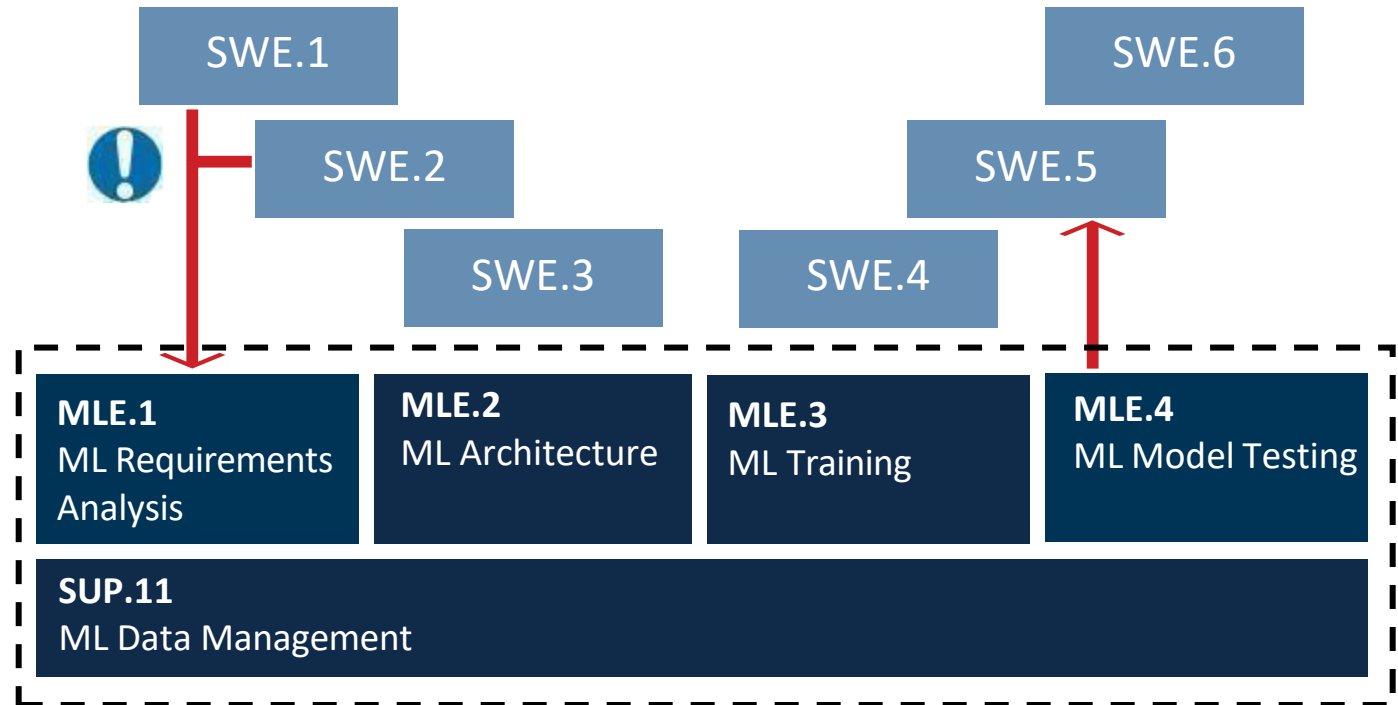 SWE.1
SWE.6
SWE.2
SWE.5
SWE.3
SWE.4
MLE.1
ML Requirements
Analysis
MLE.2
ML Architecture
MLE.3
ML Training
MLE.4
ML Model Testing
SUP.11
ML Data Management